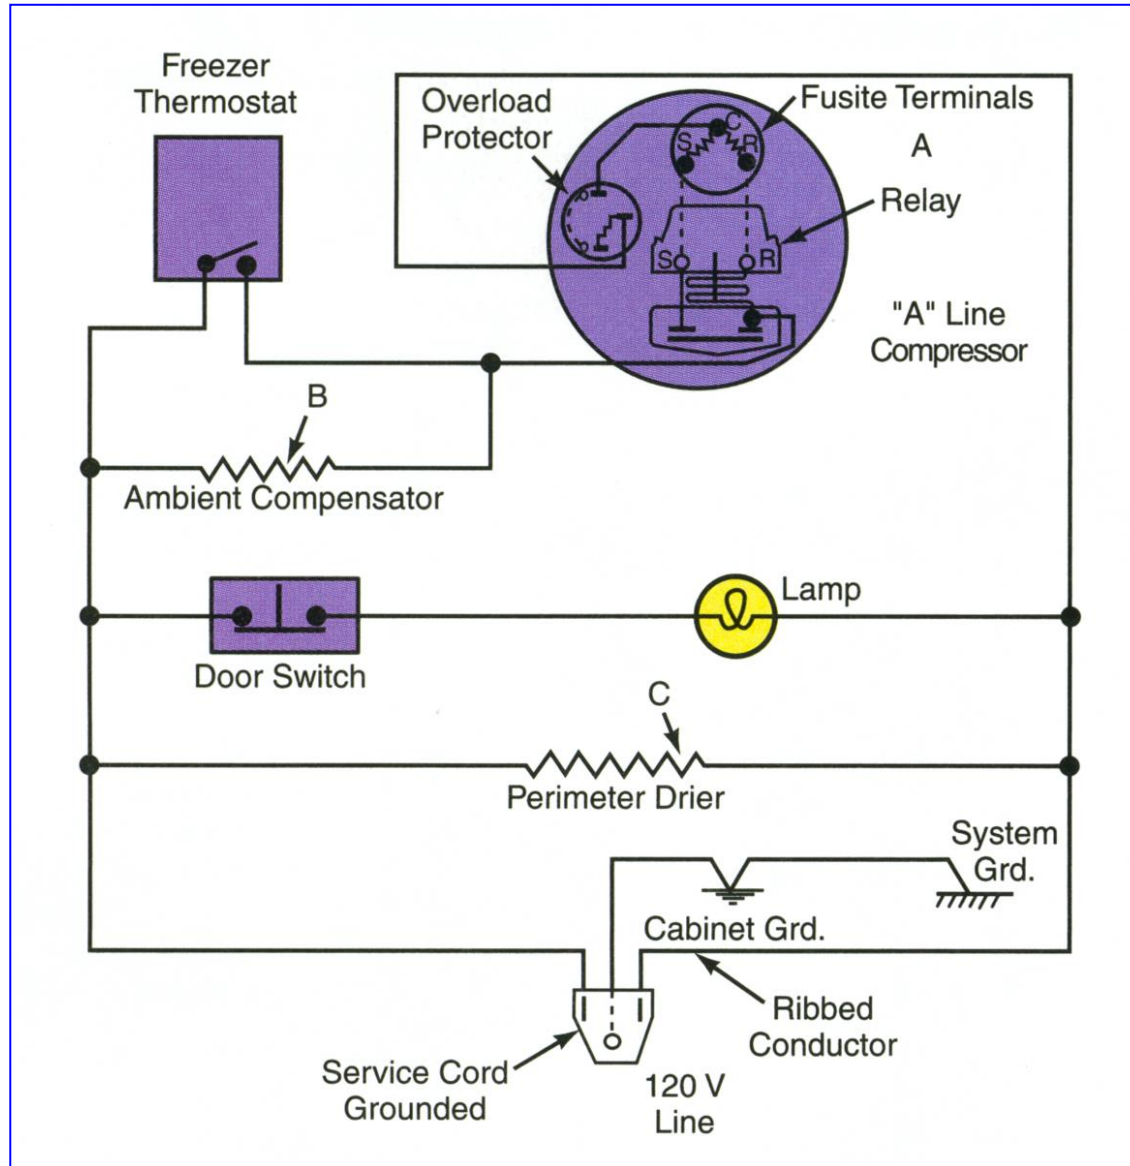 Freezer
Thermostat
Overload
Protector
Fusite Terminals
A
C
S
R
Relay
S
R
"A" Line
Compressor
B
Ambient Compensator
Lamp
Door Switch
C
Perimeter Drier
System
Grd.
Cabinet Grd.
Ribbed
Conductor
Service Cord
Grounded
120 V
Line